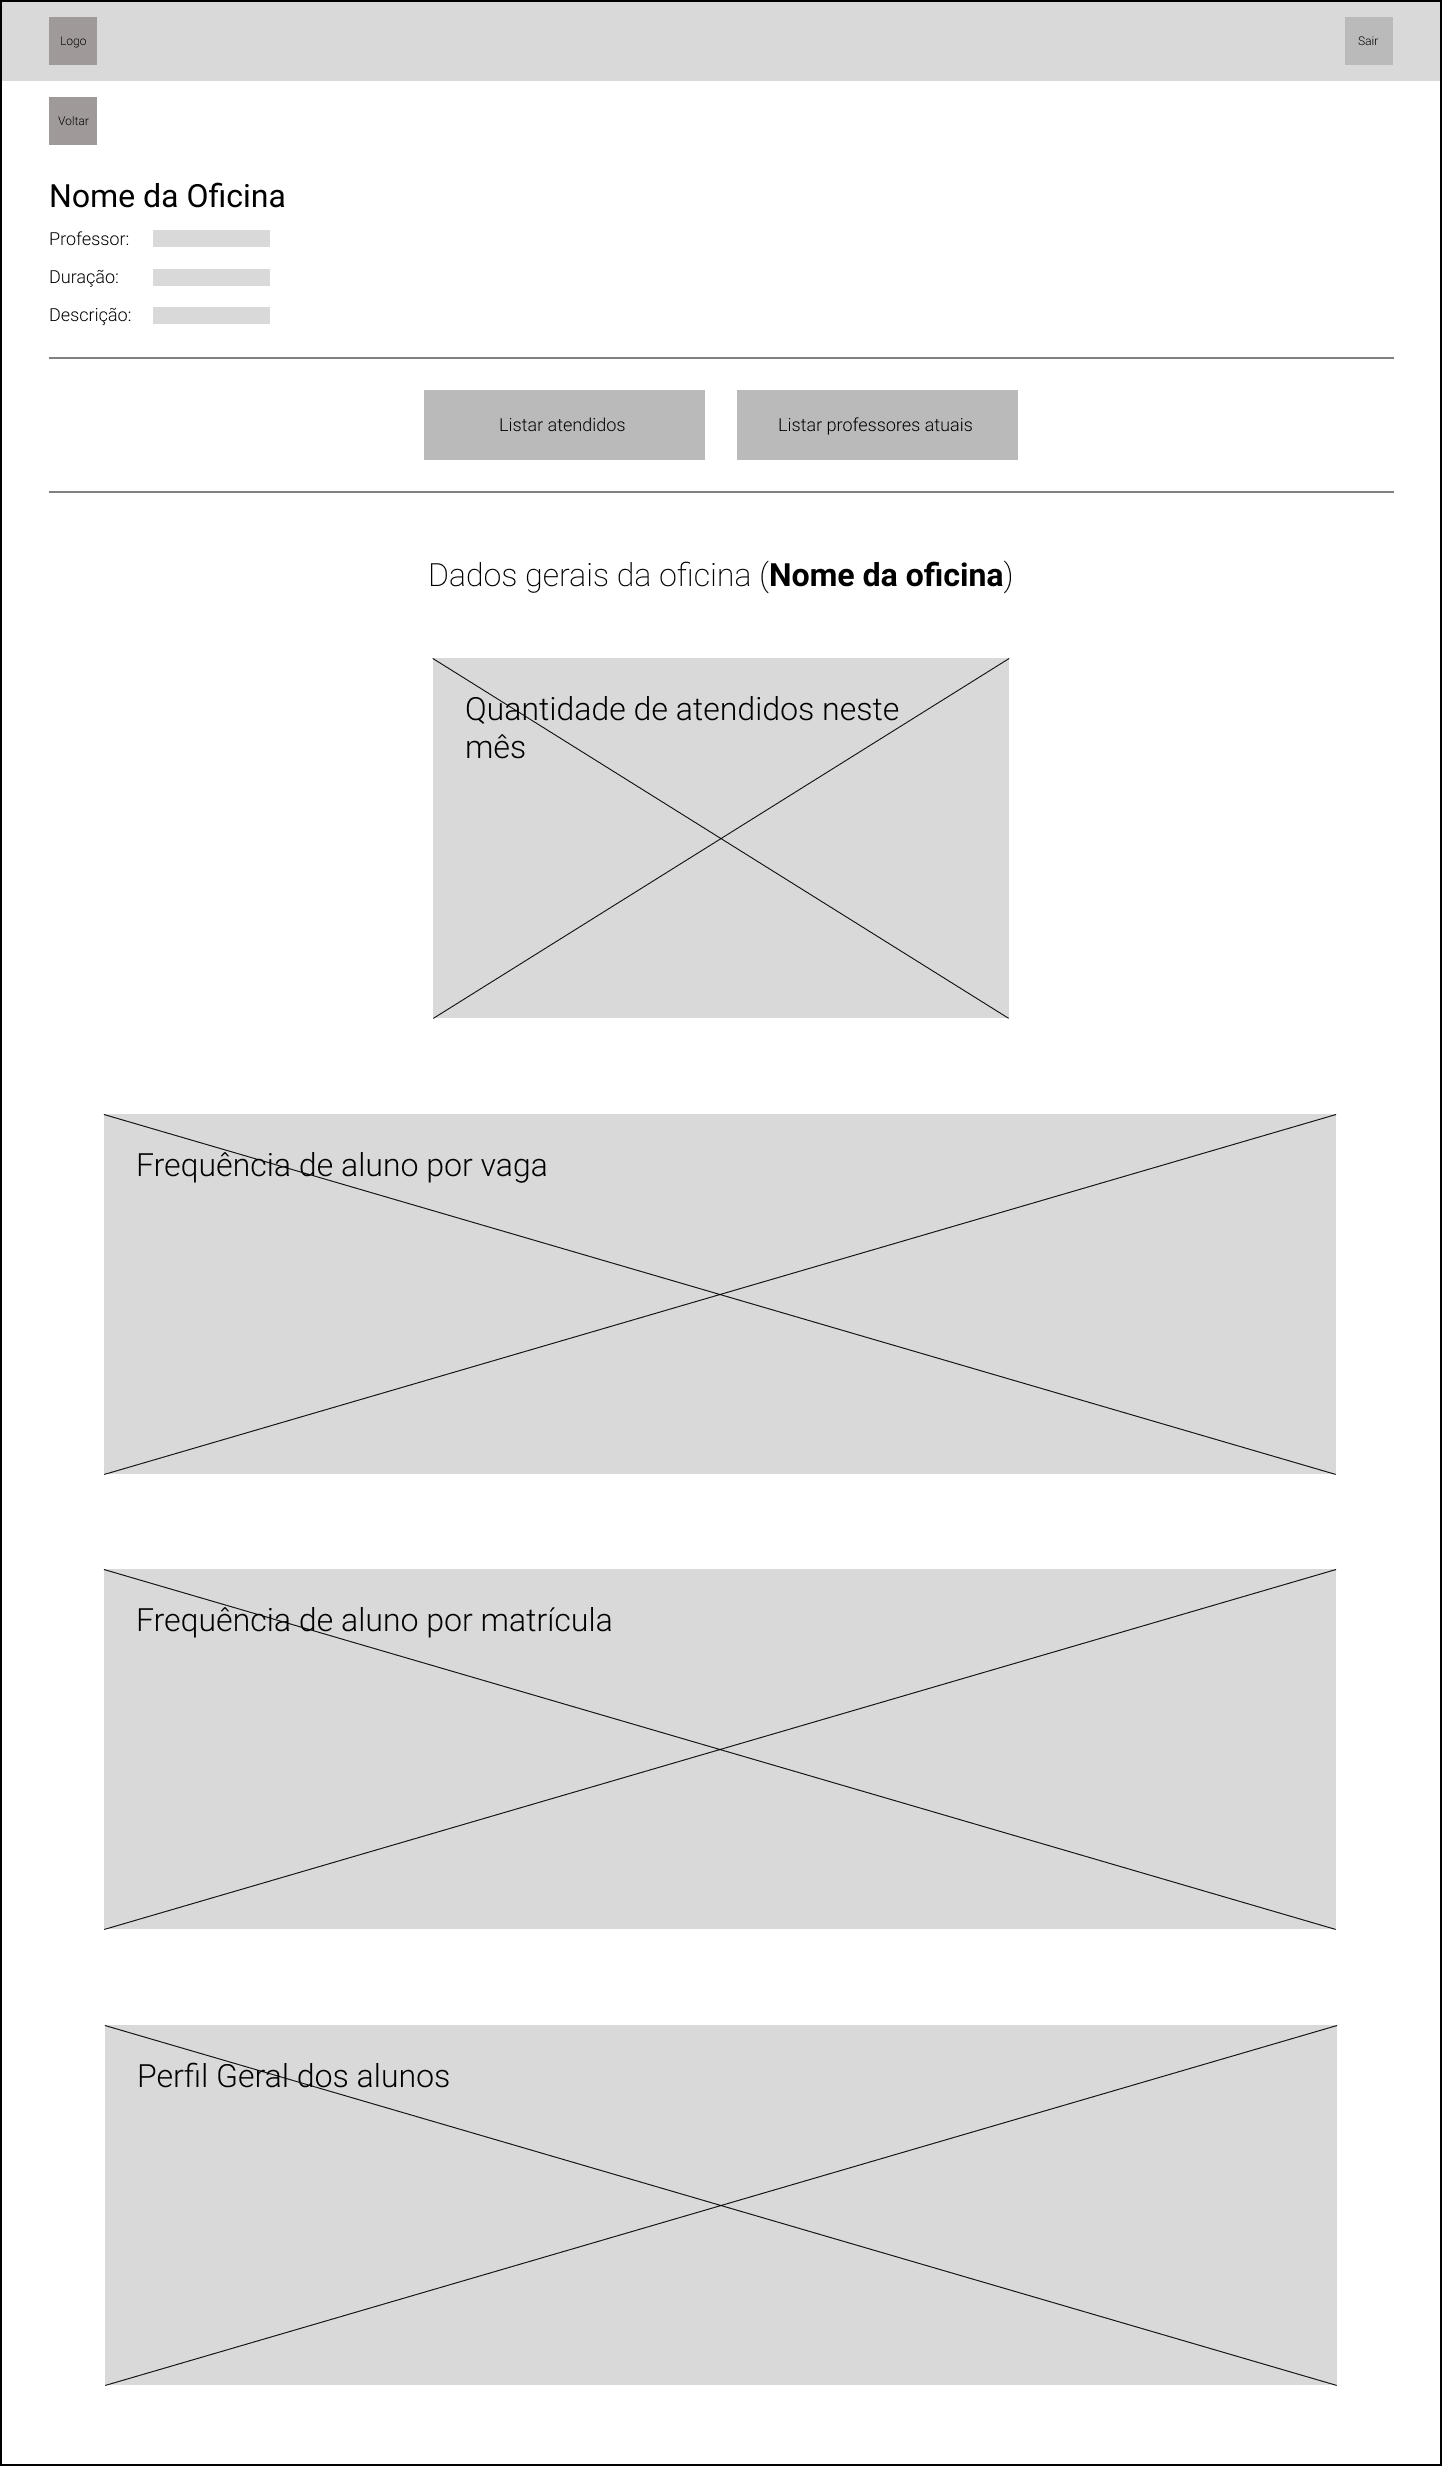 Logo
Sair
Voltar
Nome da Oficina
Professor:
Duração:
Descrição:
Listar atendidos
Listar professores atuais
Dados gerais da oficina (Nome da oficina)
Quantidade de atendidos neste
mês
Frequência de aluno por vaga
Frequência de aluno por matrícula
Perfil Geral dos alunos